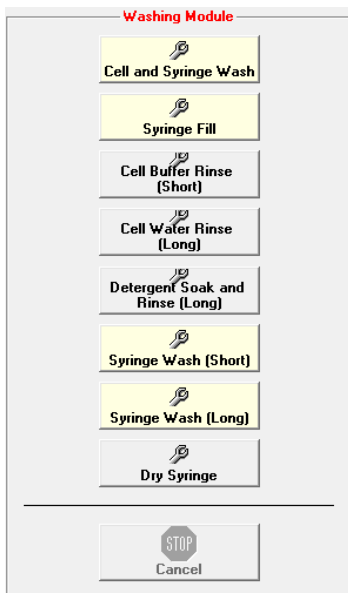 Washing Module
Cell and Syringe Wash
Syringe Fill
Cell Buffer Rinse
(Short)
Cell Water Rinse
(Long)
Detergent Soak and
Rinse (Long)
Syringe Wash (Short)
Syringe Wash (Long)
Dry Syringe
STOP
Cancel